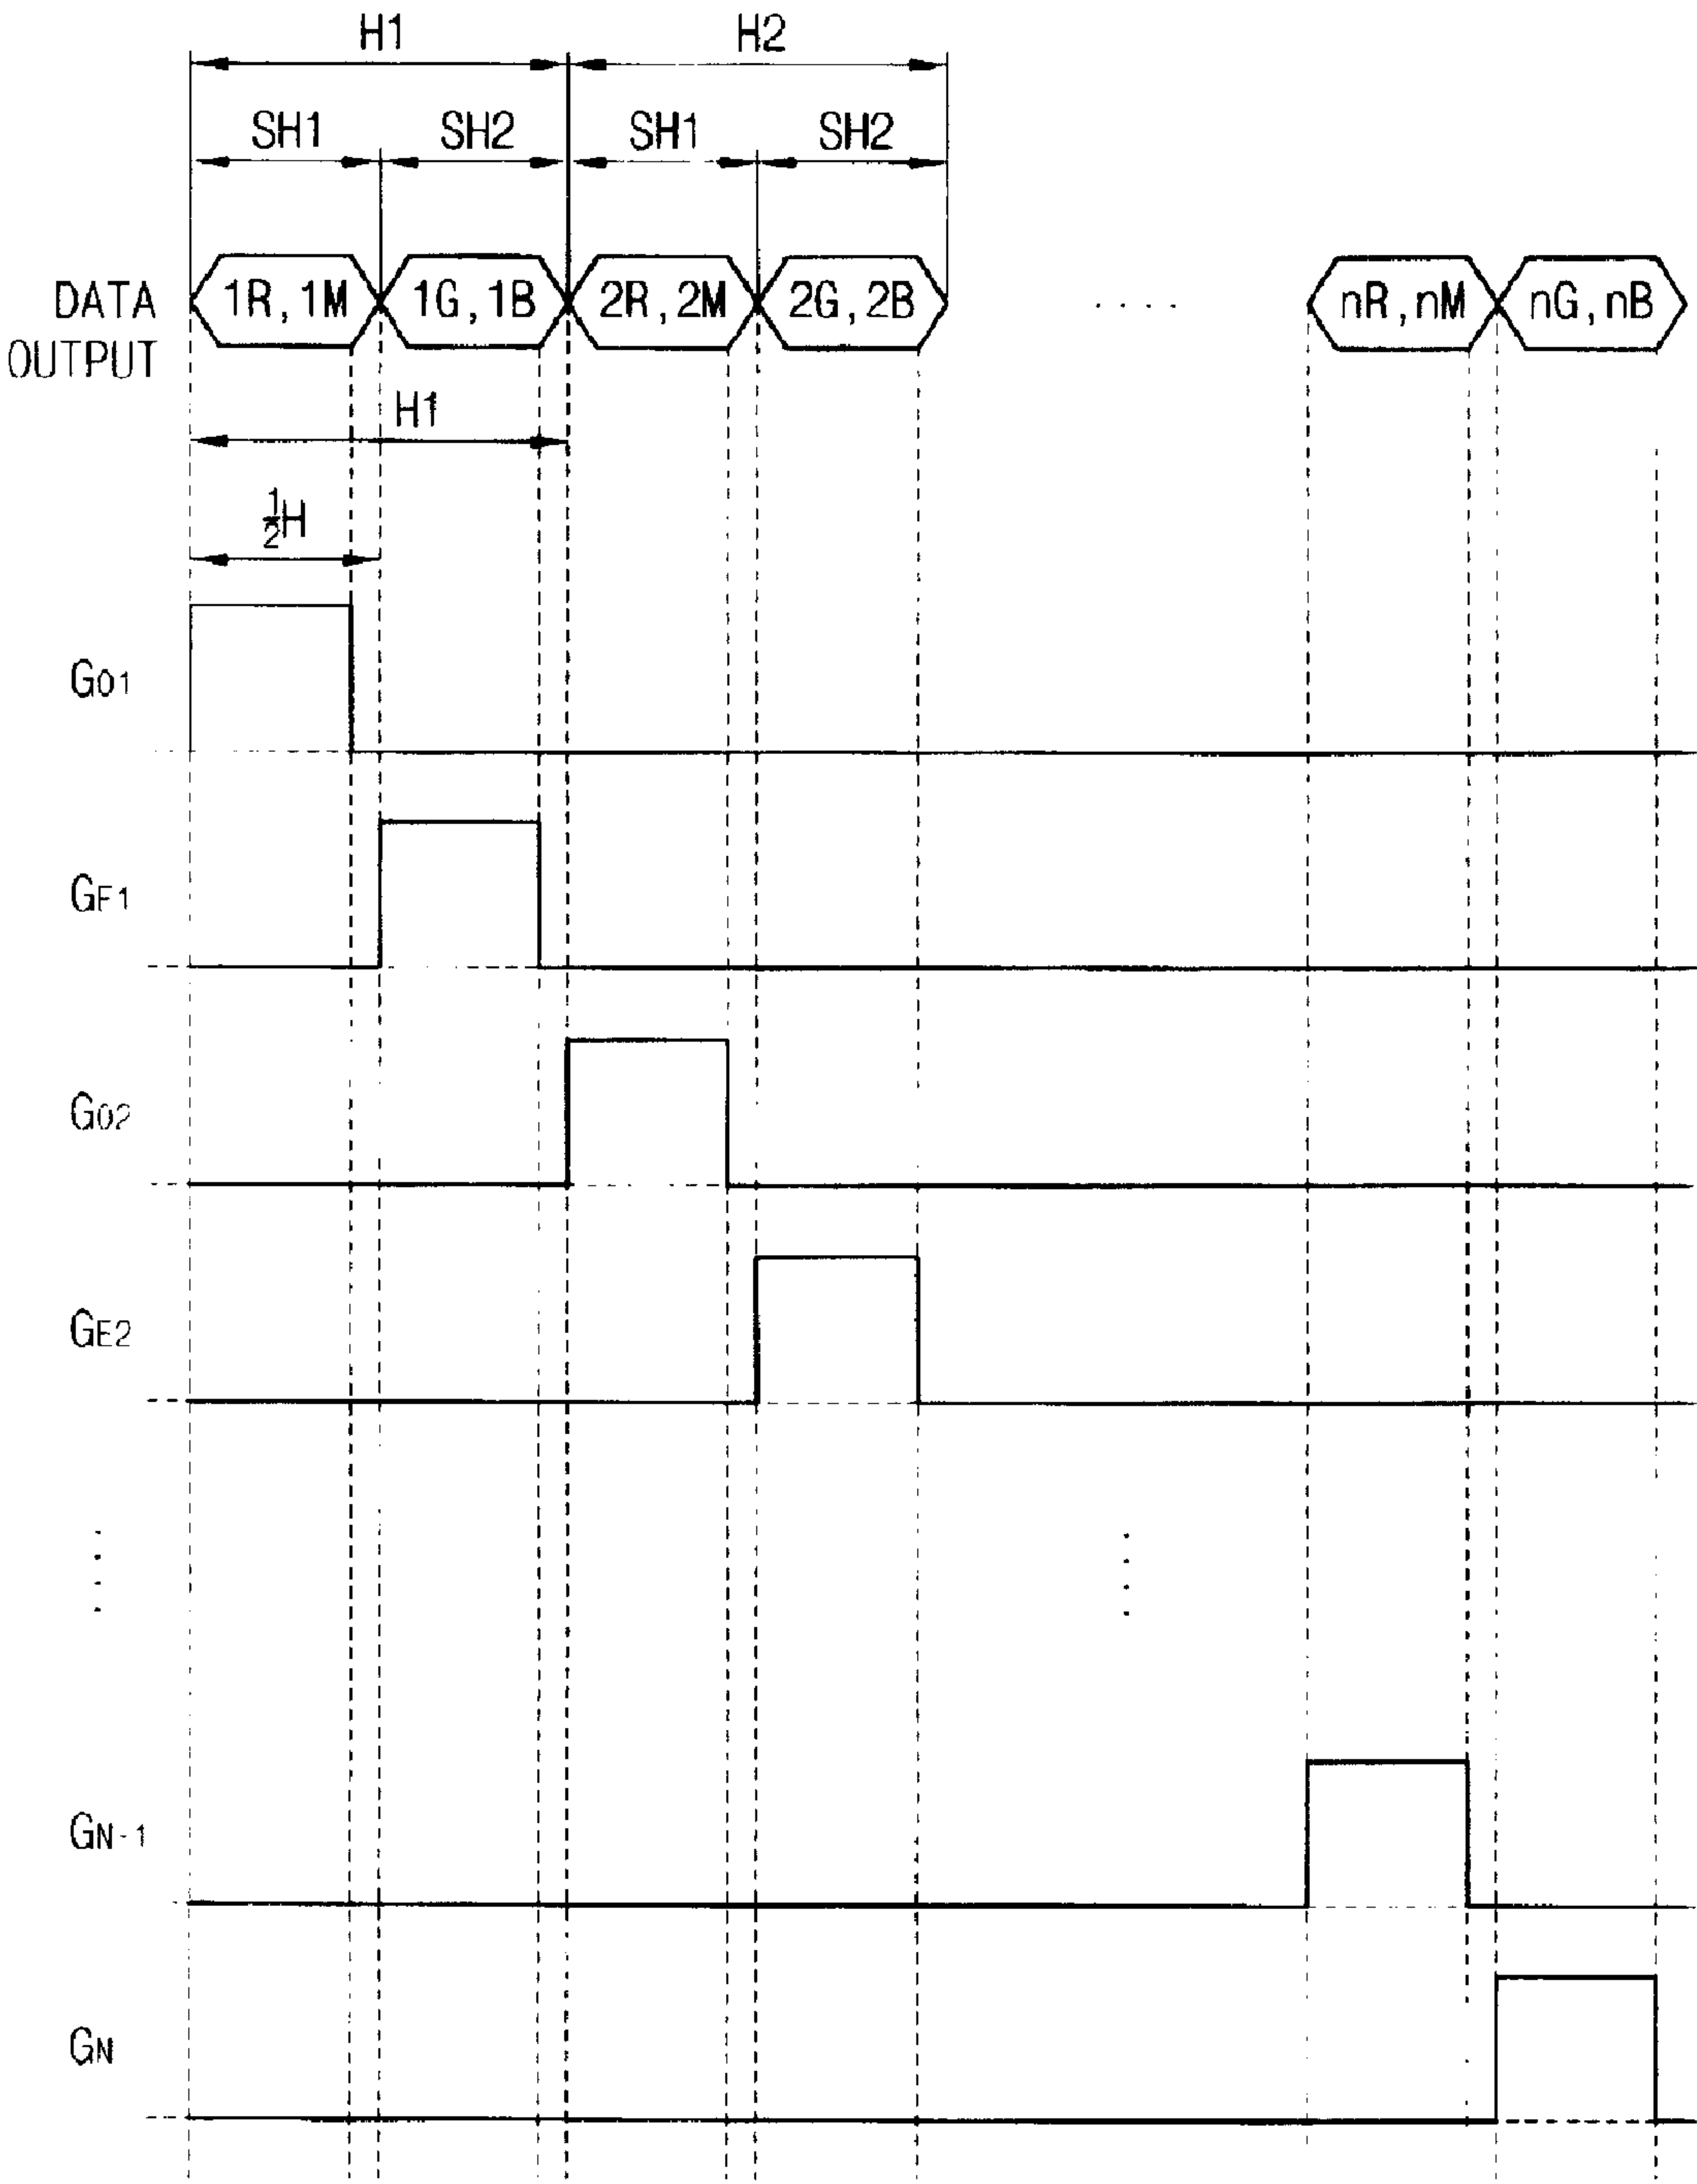 H1 H2
SH1 SH2 SH1 SH2
DATA OUTPUT
1R, 1M 1G, 1B 2R, 2M 2G, 2B .... nR, nM nG, nB
H1
½H
GO1
GF1
GO2
GE2
GN-1
GN